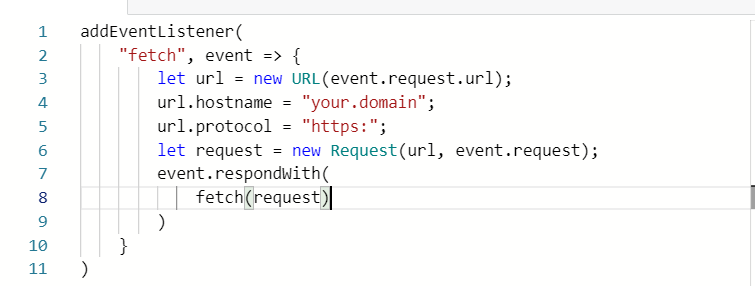 1 addEventListener(
2 "fetch", event => {
3 let url = new URL(event.request.url);
4 url.hostname = "your.domain";
5 url.protocol = "https:";
6 let request = new Request(url, event.request);
7 event.respondWith(
8 fetch(request)
9 )
10 }
11 )